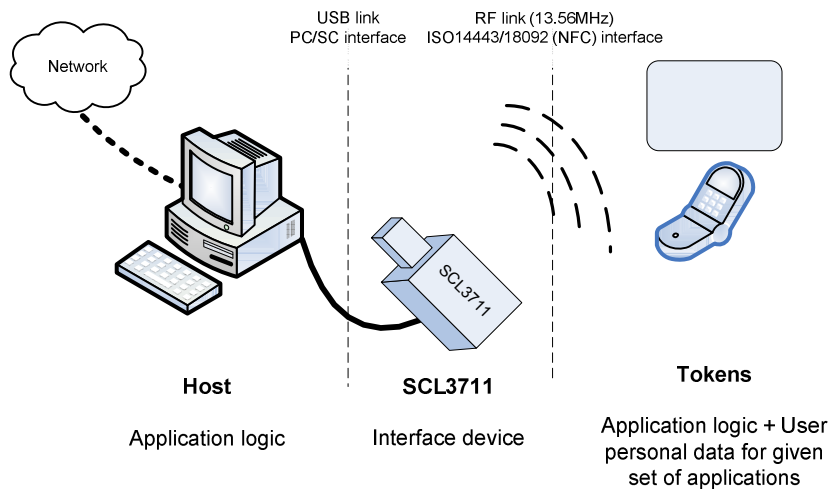 USB link
PC/SC interface
RF link (13.56MHz)
ISO14443/18092 (NFC) interface
Network
SCL3711
Host
SCL3711
Tokens
Application logic
Interface device
Application logic + User
personal data for given
set of applications